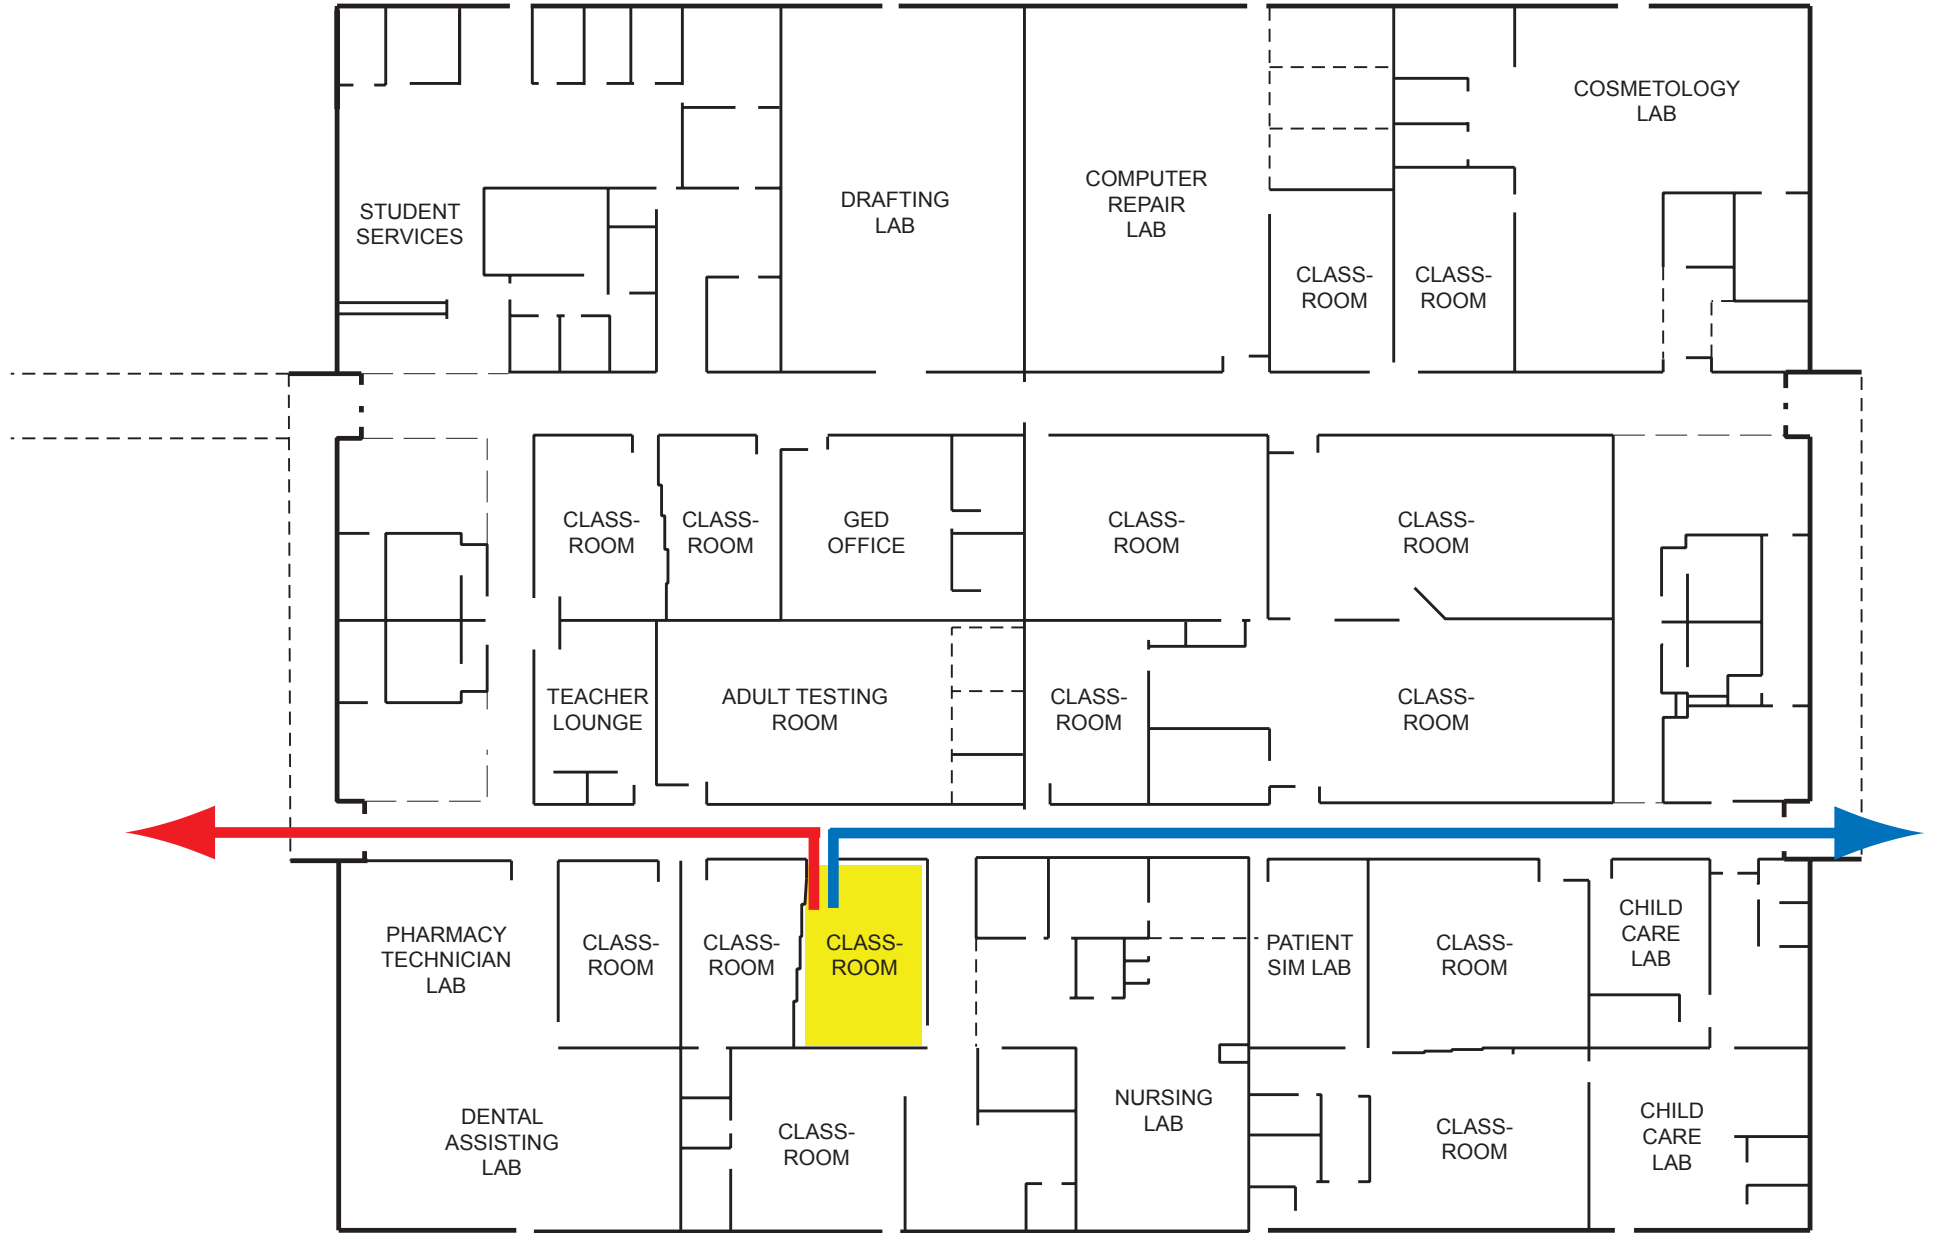 COSMETOLOGY
LAB
STUDENT
SERVICES
DRAFTING
LAB
COMPUTER
REPAIR
LAB
CLASS-
ROOM
CLASS-
ROOM
CLASS-
ROOM
CLASS-
ROOM
GED
OFFICE
CLASS-
ROOM
CLASS-
ROOM
TEACHER
LOUNGE
ADULT TESTING
ROOM
CLASS-
ROOM
CLASS-
ROOM
PHARMACY
TECHNICIAN
LAB
CLASS-
ROOM
CLASS-
ROOM
CLASS-
ROOM
PATIENT
SIM LAB
CLASS-
ROOM
CHILD
CARE
LAB
DENTAL
ASSISTING
LAB
CLASS-
ROOM
NURSING
LAB
CLASS-
ROOM
CHILD
CARE
LAB